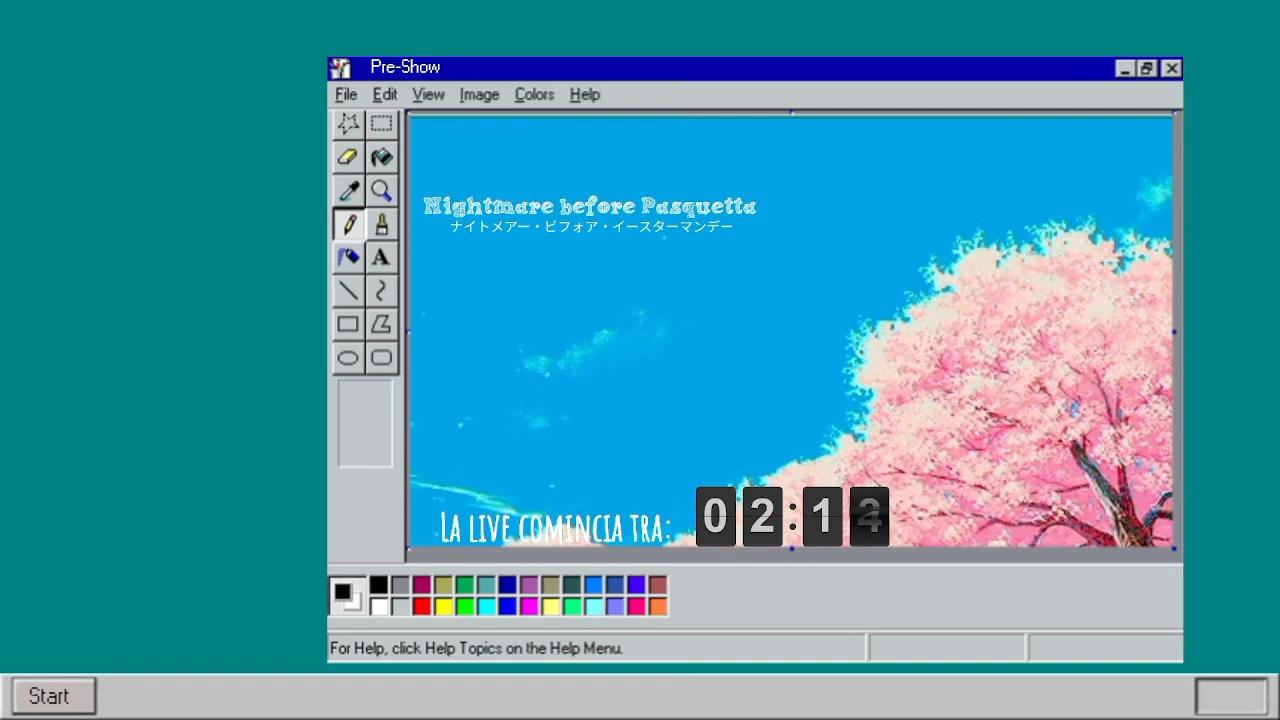 Pre-Show
File Edit View Image Colors Help
A
Nightmare before Pasquetta
ナイトメアー・ビフォア・イースターマンデー
La live comincia tra: 02:1
For Help, click Help Topics on the Help Menu.
Start